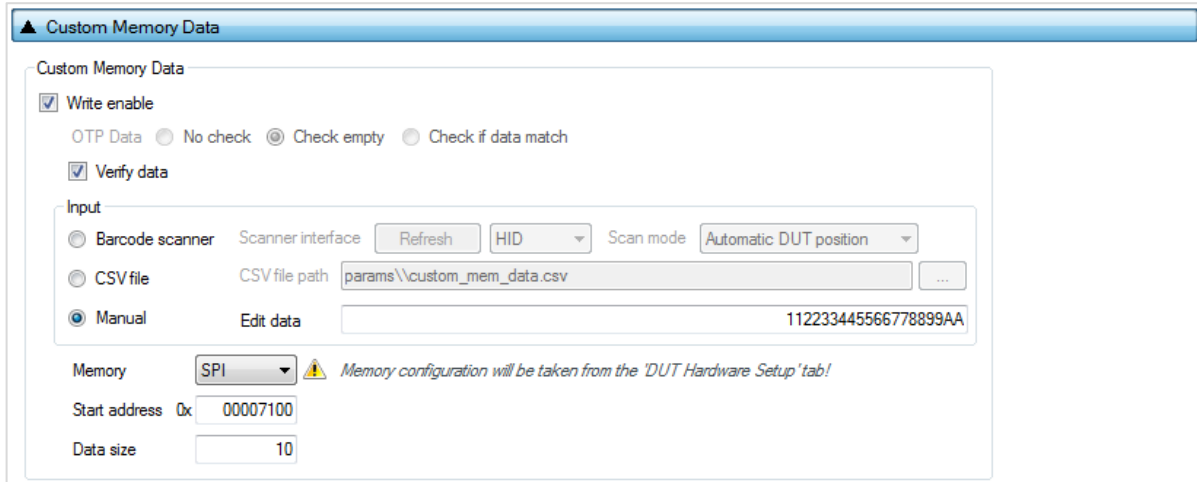 Custom Memory Data
Custom Memory Data
Write enable
OTP Data No check Check empty Check if data match
Verify data
Input
Barcode scanner Scanner interface Refresh HID Scan mode Automatic DUT position
CSV file CSV file path params\\custom_mem_data.csv ...
Manual Edit data 112233445566778899AA
Memory SPI Memory configuration will be taken from the 'DUT Hardware Setup' tab!
Start address 0x 00007100
Data size 10